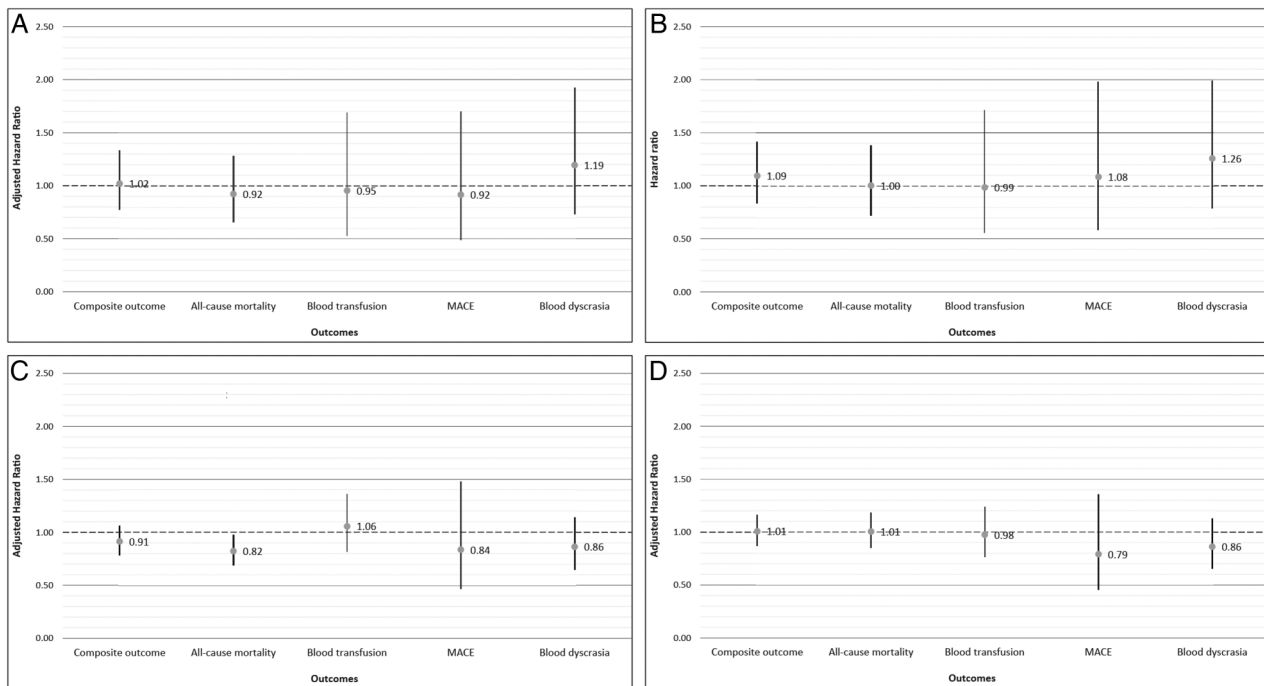 A
2.50
2.00
1.50
1.00
0.50
0.00
Adjusted Hazard Ratio
1.02
0.92
0.95
0.92
1.19
Composite outcome
All-cause mortality
Blood transfusion
MACE
Blood dyscrasia
Outcomes
B
2.50
2.00
1.50
1.00
0.50
0.00
Hazard ratio
1.09
1.00
0.99
1.08
1.26
Composite outcome
All-cause motality
Blood transfusion
MACE
Blood dyscrasia
Outcomes
C
2.50
2.00
1.50
1.00
0.50
0.00
Adjusted Hazard Ratio
0.91
0.82
1.06
0.84
0.86
Composite outcome
All-cause mortality
Blood transfusion
MACE
Blood dyscrasia
Outcomes
D
2.50
2.00
1.50
1.00
0.50
0.00
Adjusted Hazard Ratio
1.01
1.01
0.98
0.79
0.86
Composite outcome
All-cause mortality
Blood transfusion
MACE
Blood dyscrasia
Outcomes